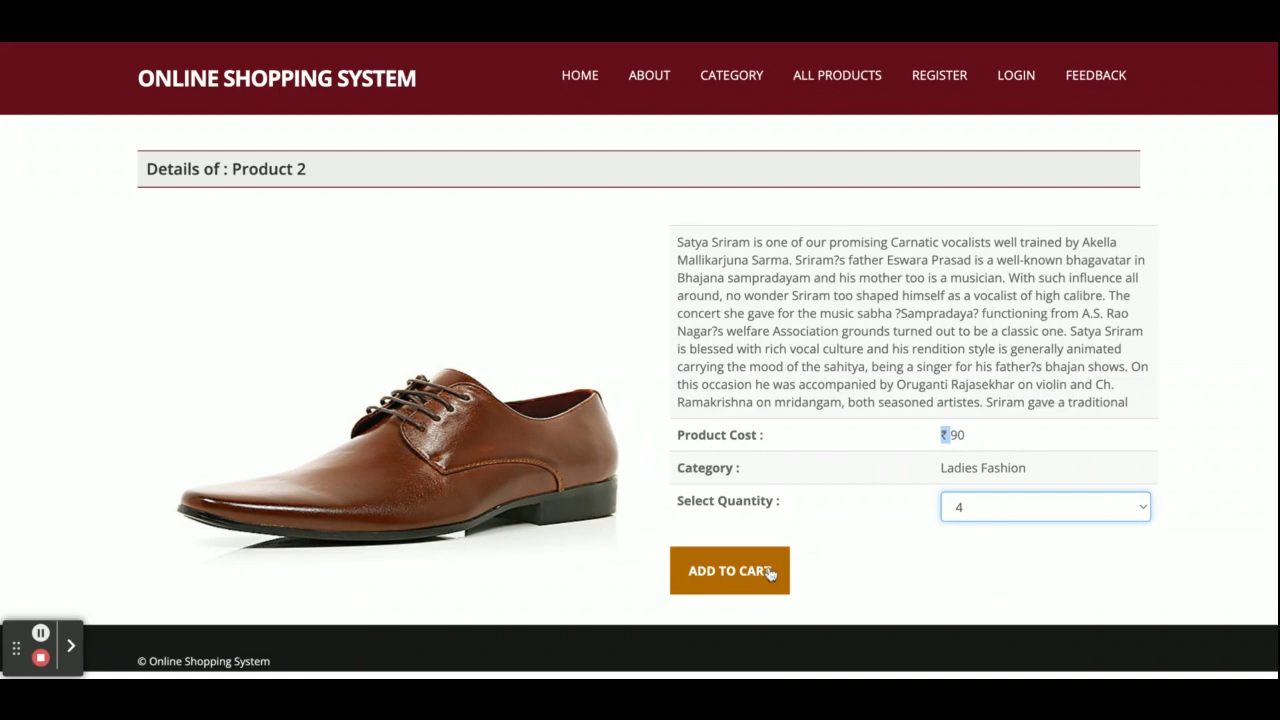 ONLINE SHOPPING SYSTEM
HOME ABOUT CATEGORY ALL PRODUCTS REGISTER LOGIN FEEDBACK
Details of : Product 2
Satya Sriram is one of our promising Carnatic vocalists well trained by Akella
Mallikarjuna Sarma. Sriram?s father Eswara Prasad is a well-known bhagavatar in
Bhajana sampradayam and his mother too is a musician. With such influence all
around, no wonder Sriram too shaped himself as a vocalist of high calibre. The
concert she gave for the music sabha ?Sampradaya? functioning from A.S. Rao
Nagar?s welfare Association grounds turned out to be a classic one. Satya Sriram
is blessed with rich vocal culture and his rendition style is generally animated
carrying the mood of the sahitya, being a singer for his father?s bhajan shows. On
this occasion he was accompanied by Oruganti Rajasekhar on violin and Ch.
Ramakrishna on mridangam, both seasoned artistes. Sriram gave a traditional
Product Cost : ₹ 90
Category : Ladies Fashion
Select Quantity : 4
ADD TO CART
© Online Shopping System